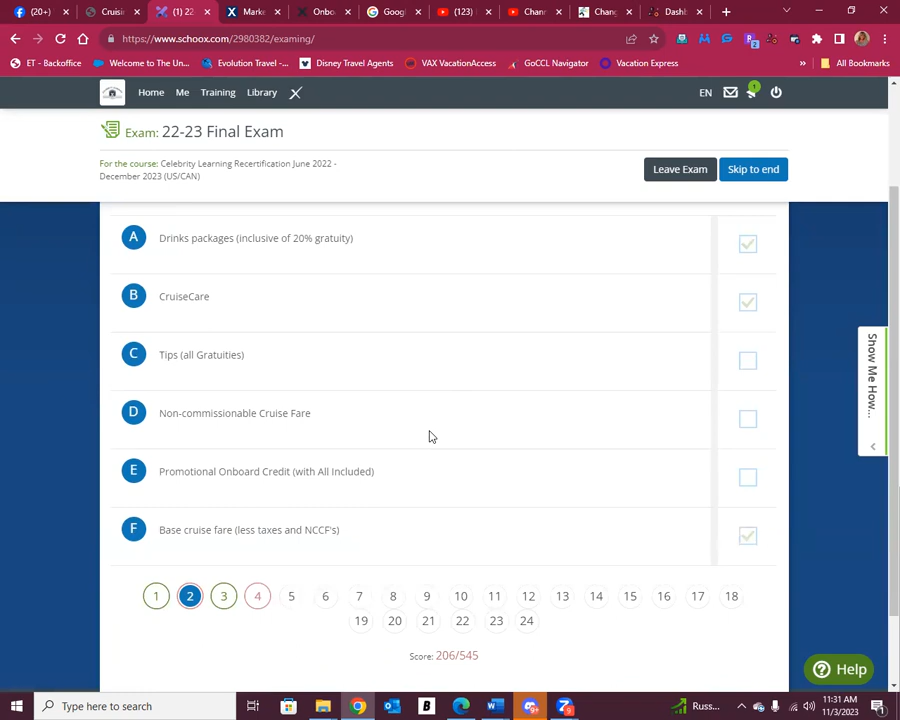 (20+)
Cruisin
(1) 22
Marke
Onbo
Googl
(123)
Chann
Chang
Dashb
https://www.schoox.com/2980382/examing/
ET - Backoffice
Welcome to The Un...
Evolution Travel -...
Disney Travel Agents
VAX VacationAccess
GoCCL Navigator
Vacation Express
»
All Bookmarks
Home
Me
Training
Library
EN
1
Exam: 22-23 Final Exam
For the course: Celebrity Learning Recertification June 2022 -
December 2023 (US/CAN)
Leave Exam
Skip to end
A Drinks packages (inclusive of 20% gratuity)
B CruiseCare
C Tips (all Gratuities)
D Non-commissionable Cruise Fare
E Promotional Onboard Credit (with All Included)
F Base cruise fare (less taxes and NCCF's)
Show Me How...
1 2 3 4 5 6 7 8 9 10 11 12 13 14 15 16 17 18
19 20 21 22 23 24
Score: 206/545
Help
Type here to search
Russ...
11:31 AM
11/3/2023